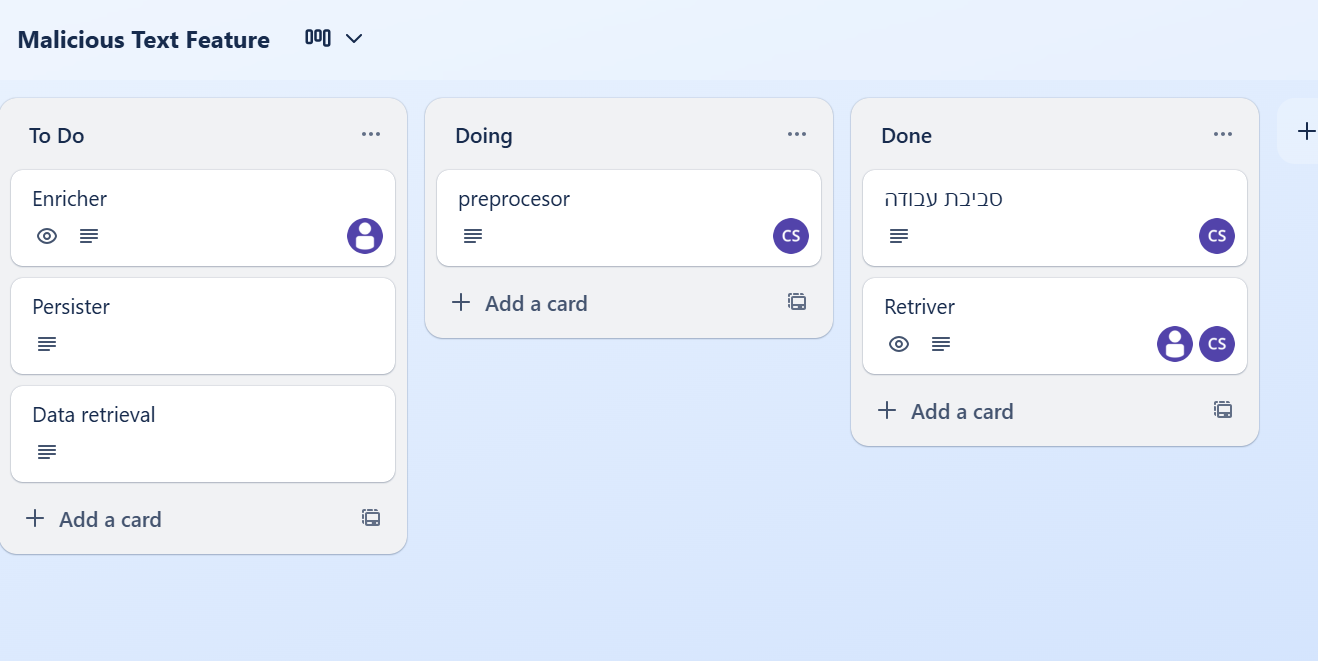 Malicious Text Feature
To Do
Enricher
Persister
Data retrieval
Add a card
Doing
preprocesor
CS
Add a card
Done
סביבת עבודה
CS
Retriver
CS
Add a card